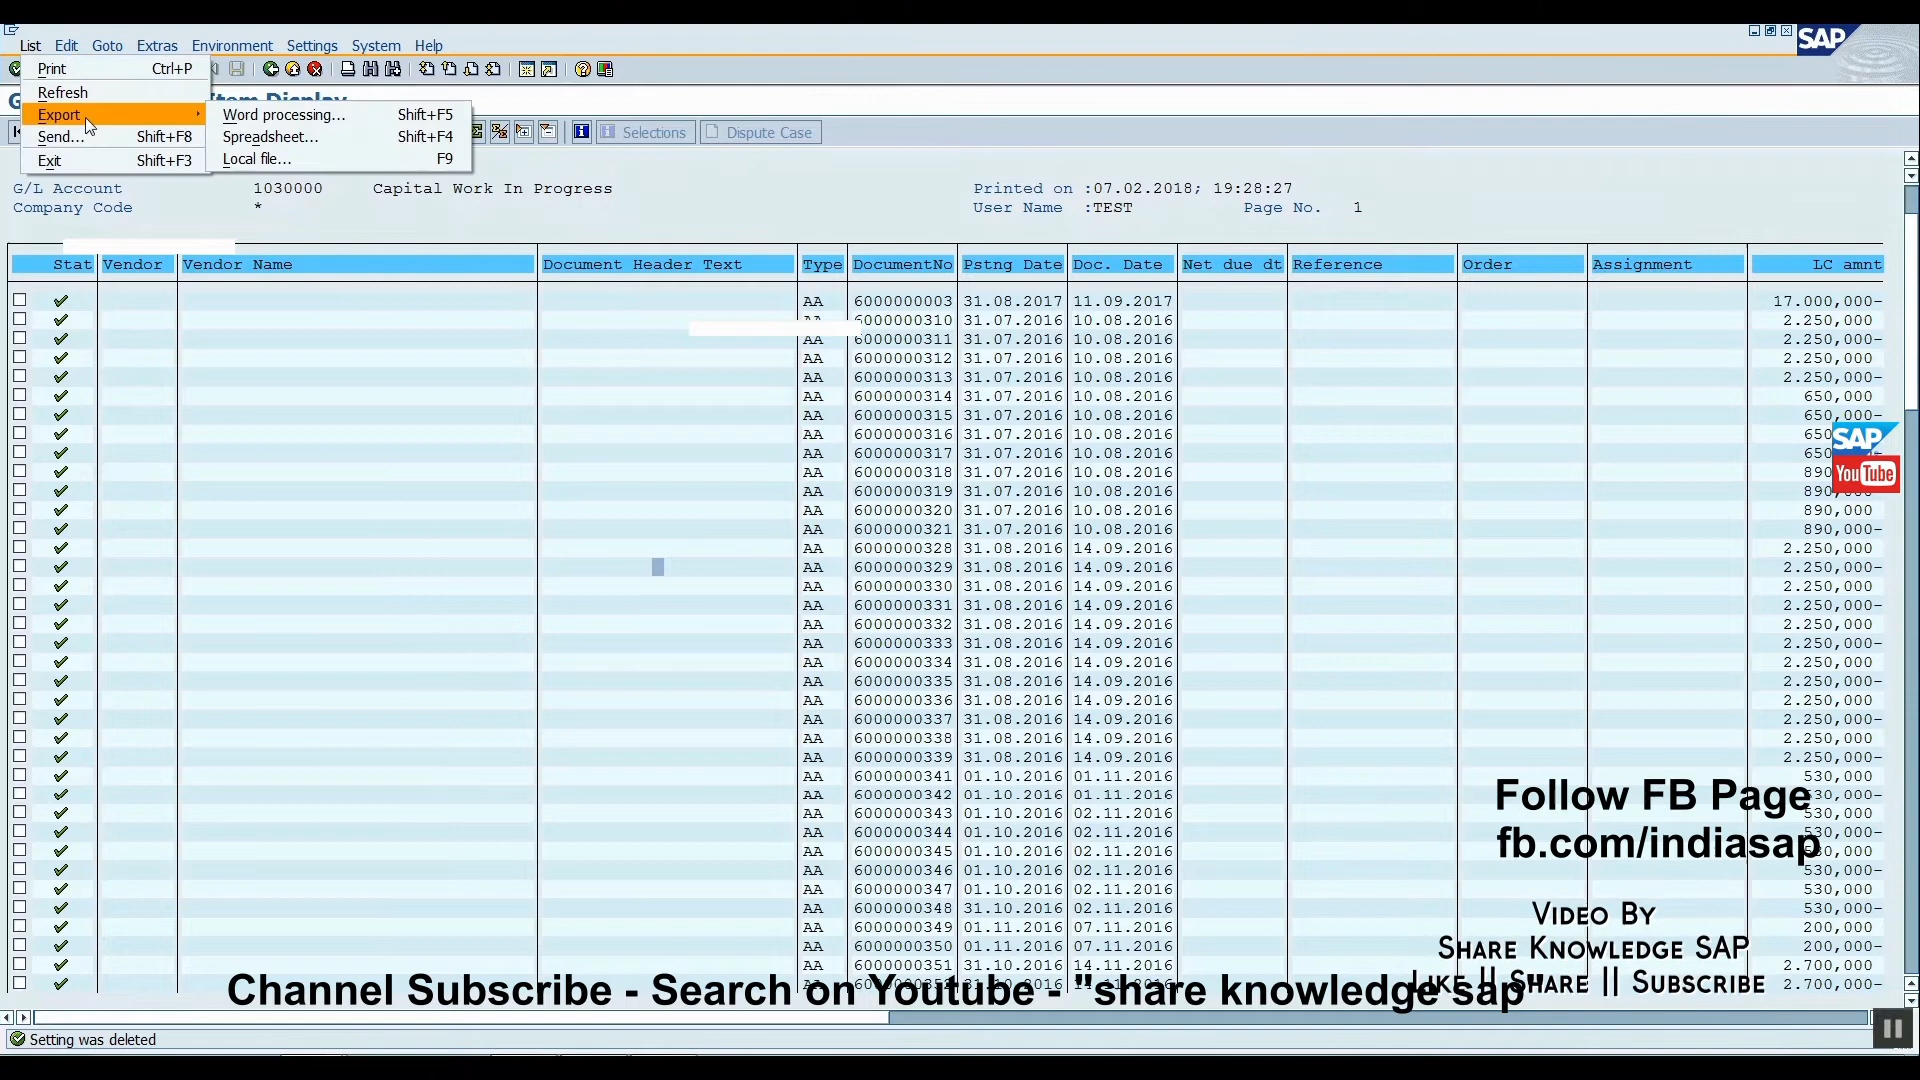 List Edit Goto Extras Environment Settings System Help
SAP
Print Ctrl+P
Refresh
Export
Send... Shift+F8
Exit Shift+F3
Item Display
Word processing... Shift+F5
Spreadsheet... Shift+F4
Local file... F9
Selections Dispute Case
G/L Account 1030000 Capital Work In Progress Printed on :07.02.2018; 19:28:27
Company Code * User Name :TEST Page No. 1
Stat Vendor Vendor Name Document Header Text Type DocumentNo Pstng Date Doc. Date Net due dt Reference Order Assignment LC amnt
AA 6000000003 31.08.2017 11.09.2017 17.000,000-
6000000310 31.07.2016 10.08.2016 2.250,000
AA 6000000311 31.07.2016 10.08.2016 2.250,000-
AA 6000000312 31.07.2016 10.08.2016 2.250,000
AA 6000000313 31.07.2016 10.08.2016 2.250,000-
AA 6000000314 31.07.2016 10.08.2016 650,000
AA 6000000315 31.07.2016 10.08.2016 650,000-
AA 6000000316 31.07.2016 10.08.2016 650
AA 6000000317 31.07.2016 10.08.2016 650
AA 6000000318 31.07.2016 10.08.2016 890
AA 6000000319 31.07.2016 10.08.2016 890,000-
AA 6000000320 31.07.2016 10.08.2016 890,000
AA 6000000321 31.07.2016 10.08.2016 890,000-
AA 6000000328 31.08.2016 14.09.2016 2.250,000
AA 6000000329 31.08.2016 14.09.2016 2.250,000-
AA 6000000330 31.08.2016 14.09.2016 2.250,000
AA 6000000331 31.08.2016 14.09.2016 2.250,000-
AA 6000000332 31.08.2016 14.09.2016 2.250,000
AA 6000000333 31.08.2016 14.09.2016 2.250,000-
AA 6000000334 31.08.2016 14.09.2016 2.250,000
AA 6000000335 31.08.2016 14.09.2016 2.250,000-
AA 6000000336 31.08.2016 14.09.2016 2.250,000
AA 6000000337 31.08.2016 14.09.2016 2.250,000-
AA 6000000338 31.08.2016 14.09.2016 2.250,000
AA 6000000339 31.08.2016 14.09.2016 2.250,000-
AA 6000000341 01.10.2016 01.11.2016 530,000
AA 6000000342 01.10.2016 01.11.2016 530,000-
AA 6000000343 01.10.2016 02.11.2016 530,000
AA 6000000344 01.10.2016 02.11.2016 530,000-
AA 6000000345 01.10.2016 02.11.2016 530,000
AA 6000000346 01.10.2016 02.11.2016 530,000-
AA 6000000347 01.10.2016 02.11.2016 530,000
AA 6000000348 31.10.2016 02.11.2016 530,000-
AA 6000000349 01.11.2016 07.11.2016 200,000
AA 6000000350 01.11.2016 07.11.2016 200,000-
AA 6000000351 31.10.2016 14.11.2016 2.700,000
2.700,000-
SAP
YouTube
Follow FB Page
fb.com/indiasap
Video By
Share Knowledge SAP
Like || Share || Subscribe
Channel Subscribe - Search on Youtube - "share knowledge sap"
Setting was deleted